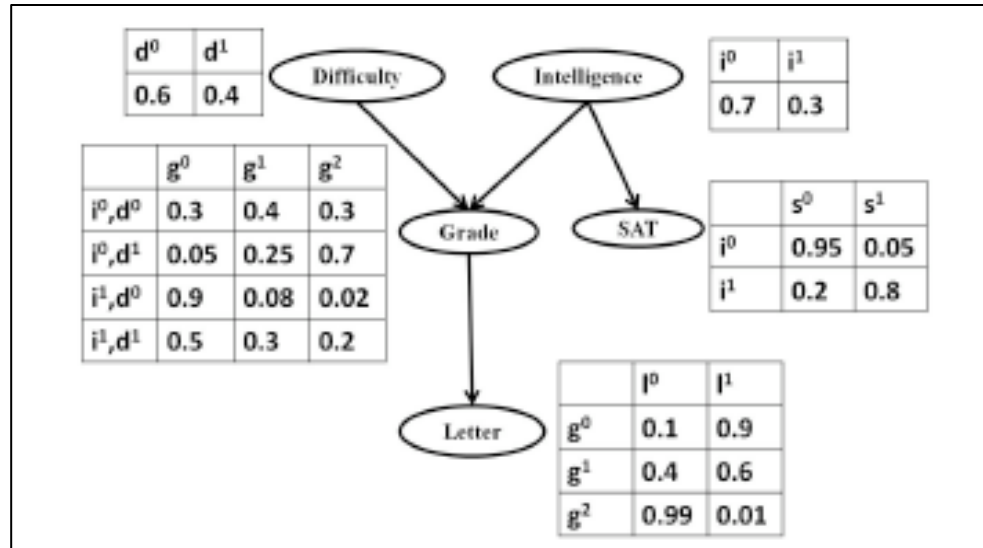 d⁰ d¹
0.6 0.4
Difficulty
Intelligence
i⁰ i¹
0.7 0.3
g⁰ g¹ g²
i⁰,d⁰ 0.3 0.4 0.3
i⁰,d¹ 0.05 0.25 0.7
i¹,d⁰ 0.9 0.08 0.02
i¹,d¹ 0.5 0.3 0.2
Grade
SAT
s⁰ s¹
i⁰ 0.95 0.05
i¹ 0.2 0.8
Letter
l⁰ l¹
g⁰ 0.1 0.9
g¹ 0.4 0.6
g² 0.99 0.01